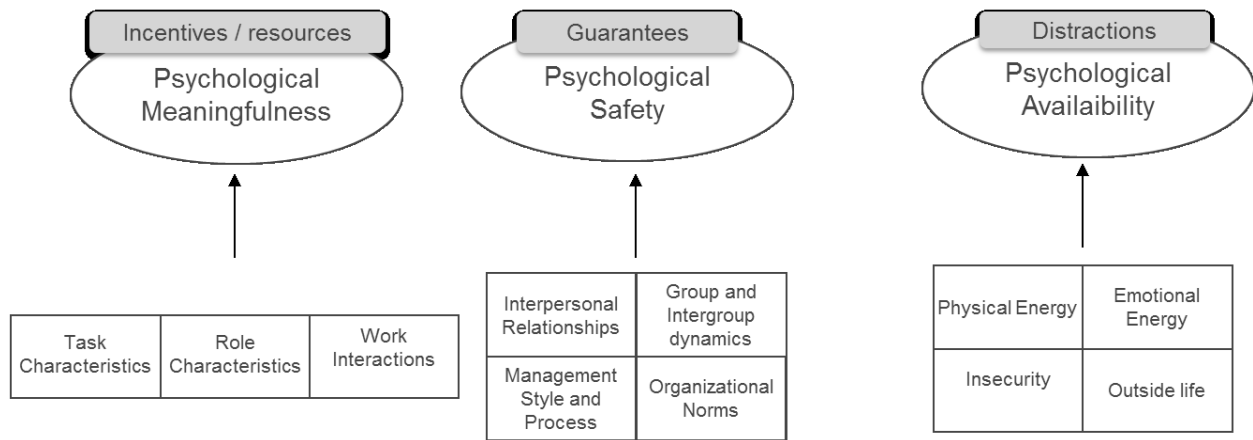 Incentives / resources
Psychological
Meaningfulness
Guarantees
Psychological
Safety
Distractions
Psychological
Availaibility
Task
Characteristics
Role
Characteristics
Work
Interactions
Interpersonal
Relationships
Group and
Intergroup
dynamics
Management
Style and
Process
Organizational
Norms
Physical Energy
Emotional
Energy
Insecurity
Outside life